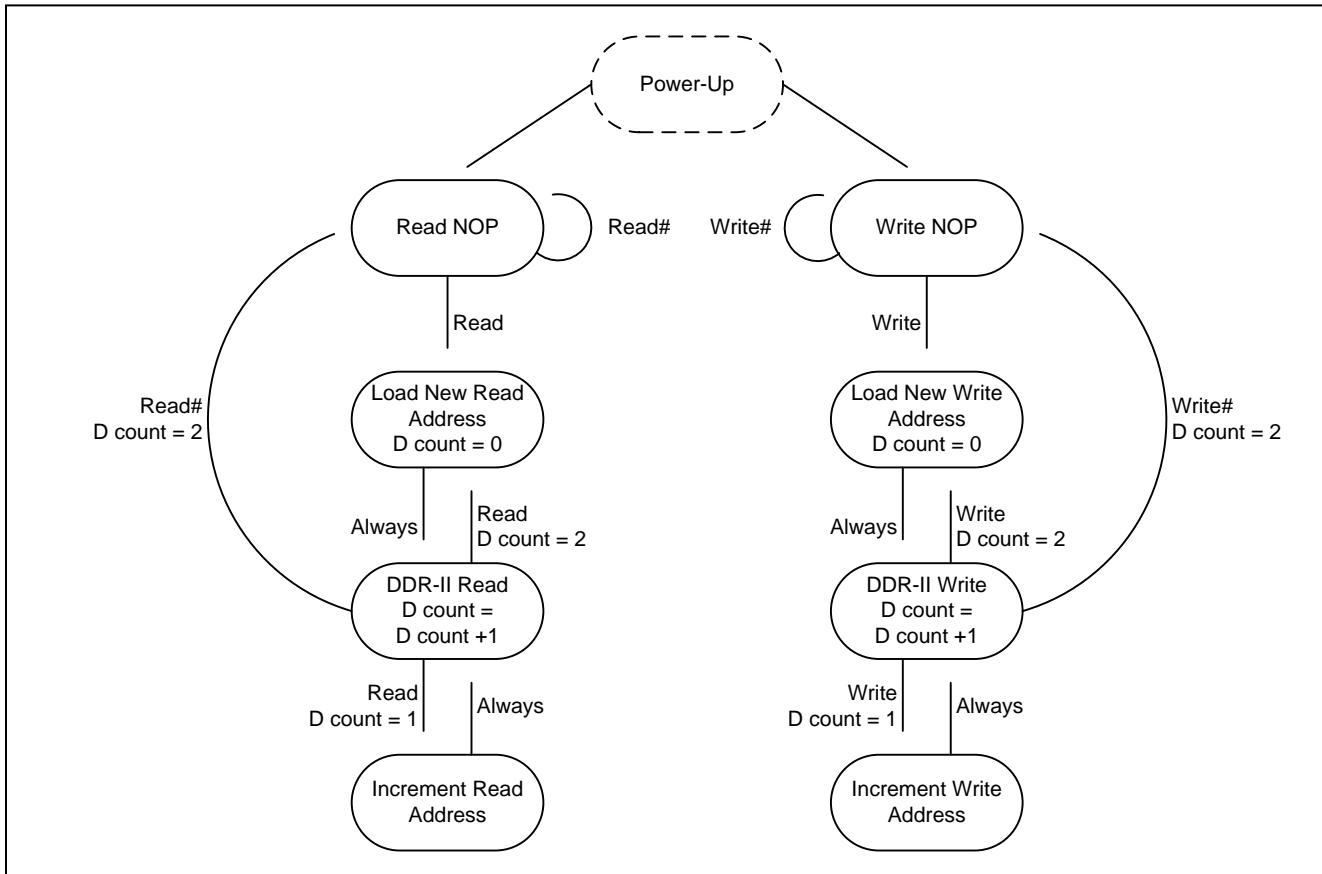 Power-Up
Read NOP
Read#
Write#
Write NOP
Read
Write
Load New Read
Address
D count = 0
Load New Write
Address
D count = 0
Read#
D count = 2
Write#
D count = 2
Always
Read
D count = 2
Always
Write
D count = 2
DDR-II Read
D count =
D count +1
DDR-II Write
D count =
D count +1
Read
D count = 1
Always
Write
D count = 1
Always
Increment Read
Address
Increment Write
Address